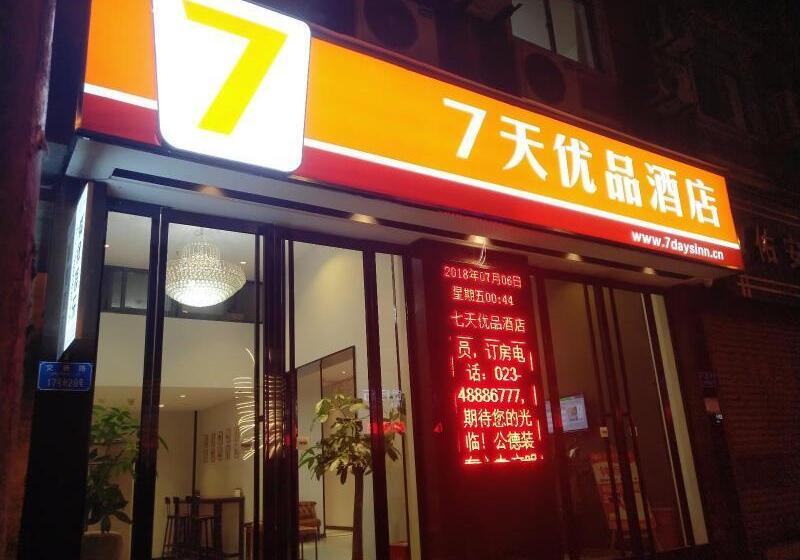 7
7天优品酒店
www.7daysinn.cn
2018年07月06日
星期五00:44
七天优品酒店
员，订房电
话：023-
48886777,
期待您的光
临！公德装